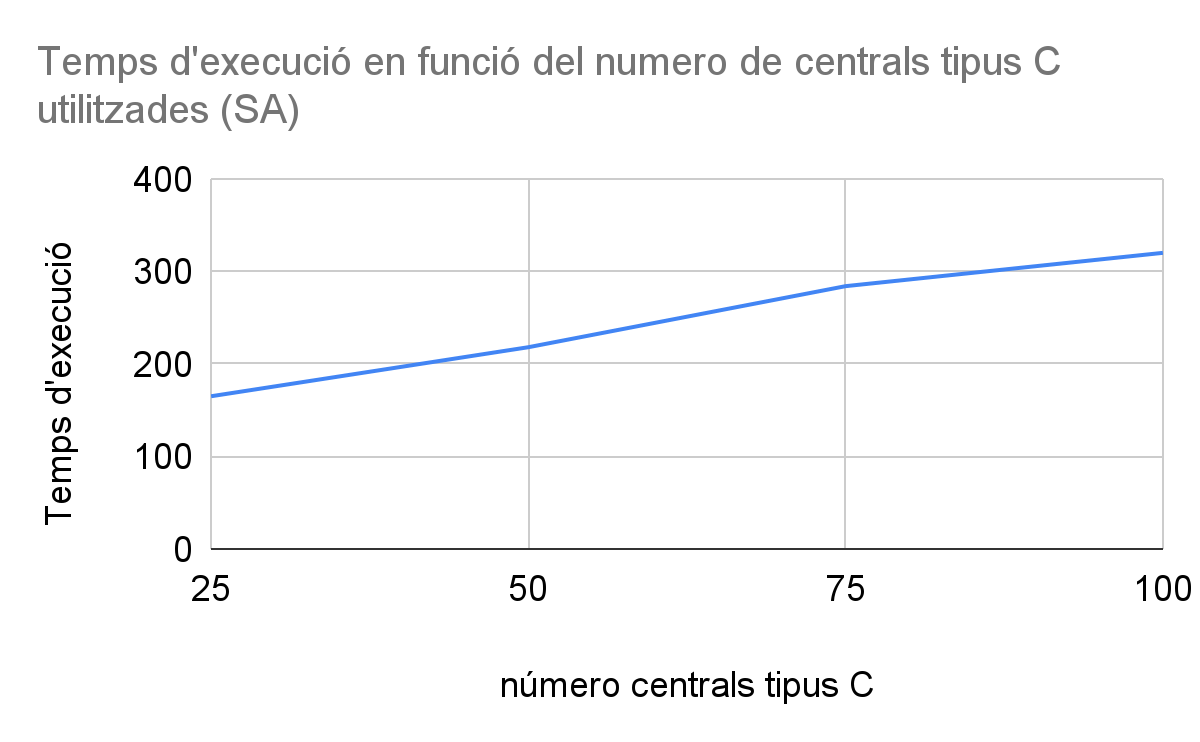 Temps d'execució en funció del numero de centrals tipus C
utilitzades (SA)
400
300
200
100
0
Temps d'execució
25 50 75 100
número centrals tipus C